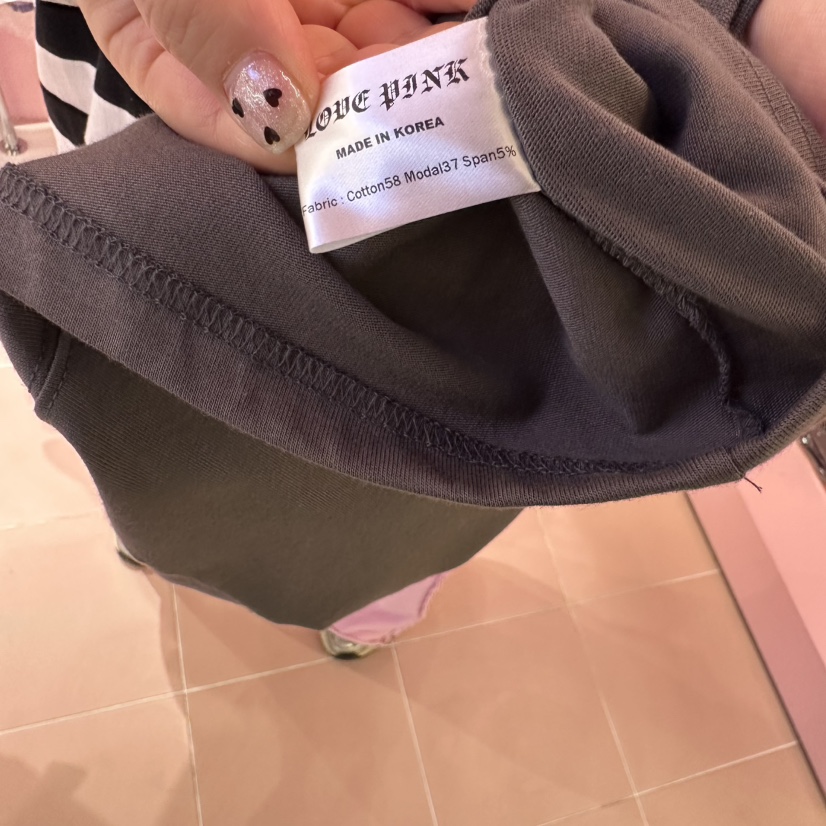 LOVE PINK
MADE IN KOREA
Fabric : Cotton58 Modal37 Span5%